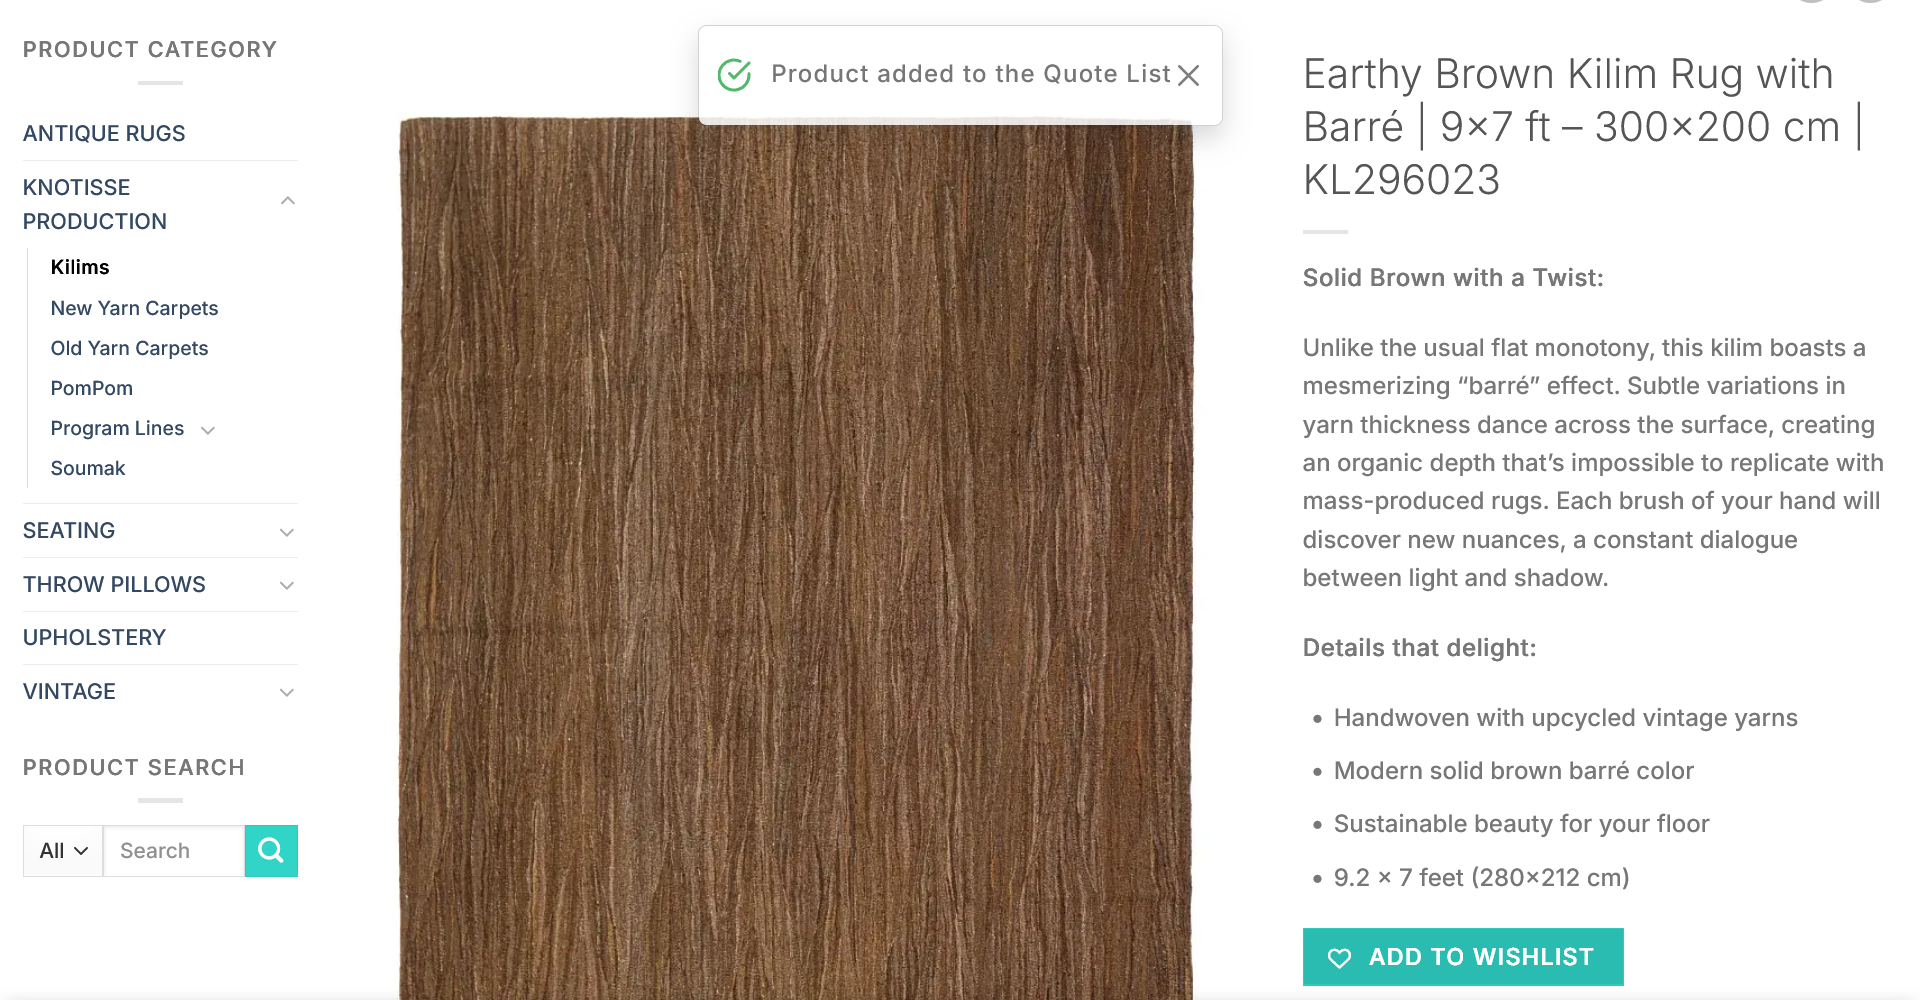 PRODUCT CATEGORY
ANTIQUE RUGS
KNOTISSE
PRODUCTION
Kilims
New Yarn Carpets
Old Yarn Carpets
PomPom
Program Lines
Soumak
SEATING
THROW PILLOWS
UPHOLSTERY
VINTAGE
PRODUCT SEARCH
All
Search
Product added to the Quote List
Earthy Brown Kilim Rug with
Barré | 9×7 ft – 300×200 cm |
KL296023
Solid Brown with a Twist:
Unlike the usual flat monotony, this kilim boasts a
mesmerizing “barré” effect. Subtle variations in
yarn thickness dance across the surface, creating
an organic depth that’s impossible to replicate with
mass-produced rugs. Each brush of your hand will
discover new nuances, a constant dialogue
between light and shadow.
Details that delight:
• Handwoven with upcycled vintage yarns
• Modern solid brown barré color
• Sustainable beauty for your floor
• 9.2 × 7 feet (280×212 cm)
ADD TO WISHLIST